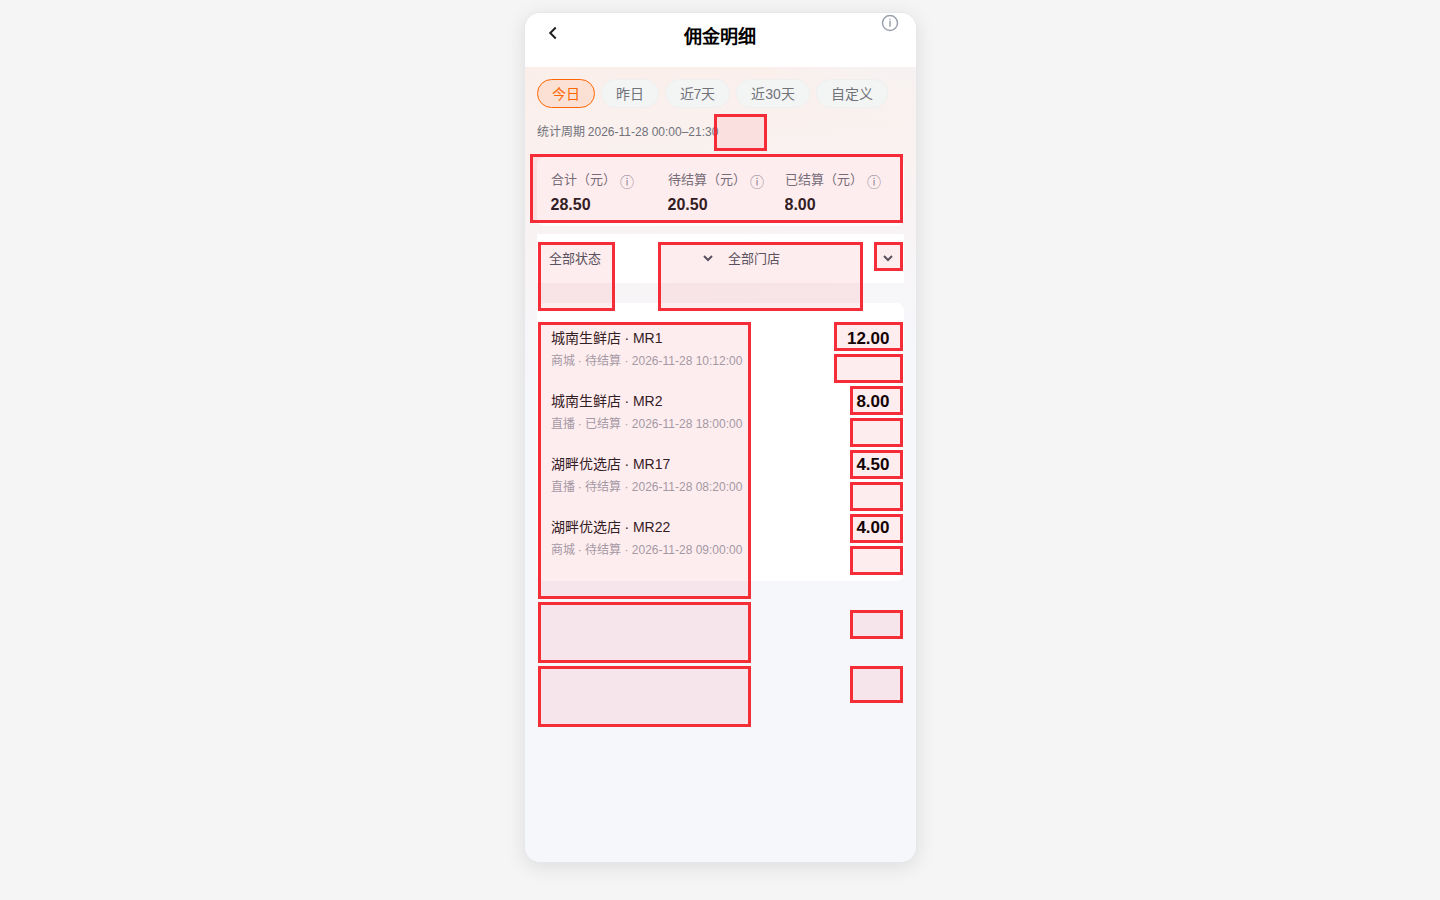 佣金明细
今日 昨日 近7天 近30天 自定义
统计周期 2026-11-28 00:00–21:30
合计（元） 待结算（元） 已结算（元）
28.50 20.50 8.00
全部状态 全部门店
城南生鲜店 · MR1 12.00
商城 · 待结算 · 2026-11-28 10:12:00
城南生鲜店 · MR2 8.00
直播 · 已结算 · 2026-11-28 18:00:00
湖畔优选店 · MR17 4.50
直播 · 待结算 · 2026-11-28 08:20:00
湖畔优选店 · MR22 4.00
商城 · 待结算 · 2026-11-28 09:00:00